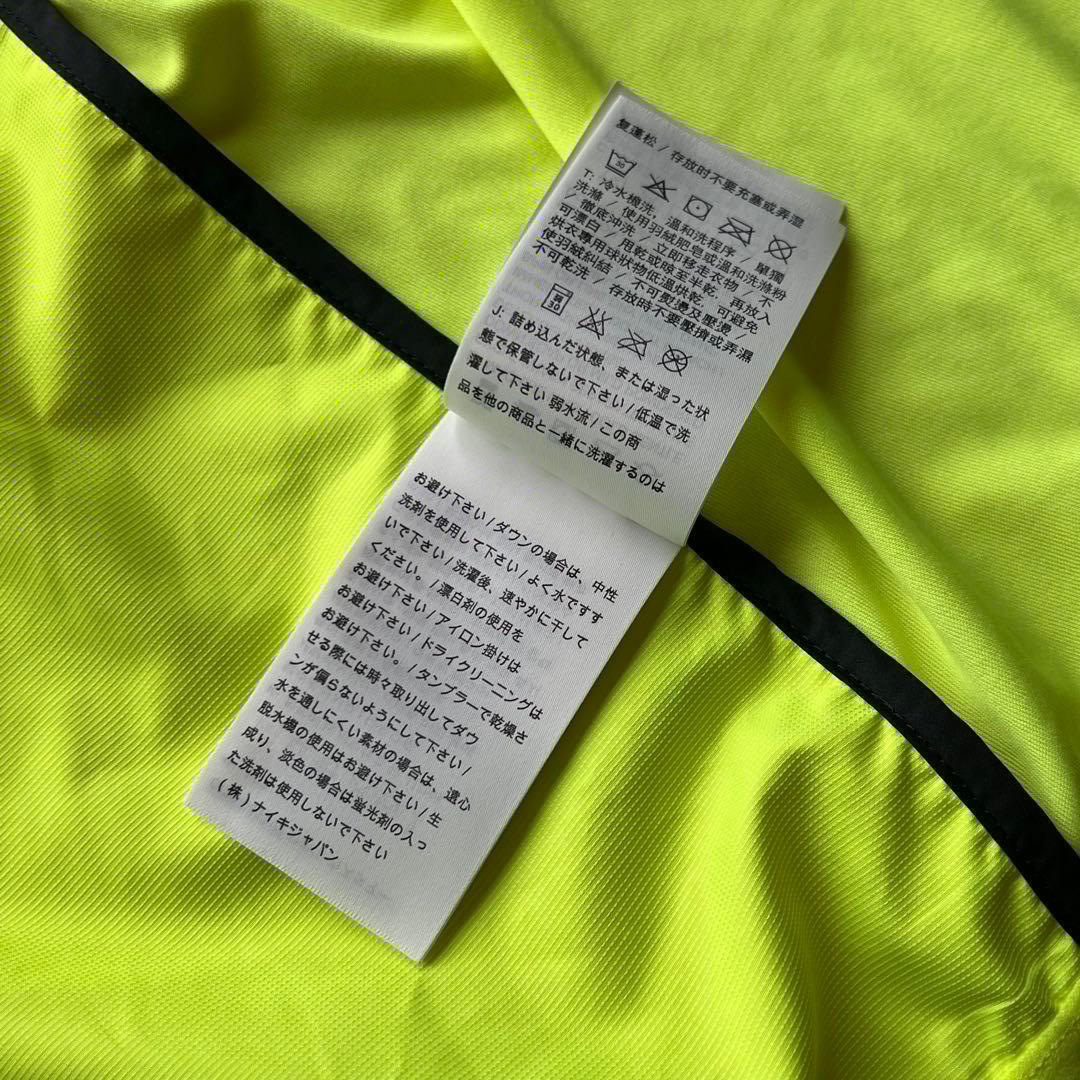 复蓬松 / 存放时不要充塞或弄湿
30
T: 冷水機洗，溫和洗程序 / 單獨
洗滌 / 使用羽絨肥皂或溫和洗滌粉
/ 徹底沖洗 / 立即移走衣物 / 不
可漂白 / 甩乾或晚至半乾，再放入
烘衣專用球狀物低溫烘乾，可避免
使羽絨糾結 / 不可熨燙及壓燙 /
不可乾洗 / 存放時不要壓擠或弄濕
弱
30
J: 詰め込んだ状態、または湿った状
態で保管しないで下さい / 低温で洗
濯して下さい 弱水流 / この商
品を他の商品と一緒に洗濯するのは
お避け下さい / ダウンの場合は、中性
洗剤を使用して下さい / よく水ですす
いで下さい / 洗濯後、速やかに干して
ください。 / 漂白剤の使用を
お避け下さい / アイロン掛けは
お避け下さい / ドライクリーニングは
お避け下さい。 / タンブラーで乾燥さ
せる際には時々取り出してダウ
ンが偏らないようにして下さい /
水を通しにくい素材の場合は、遠心
脱水機の使用はお避け下さい / 生
成り、淡色の場合は蛍光剤の入っ
た洗剤は使用しないで下さい
( 株 ) ナイキジャパン